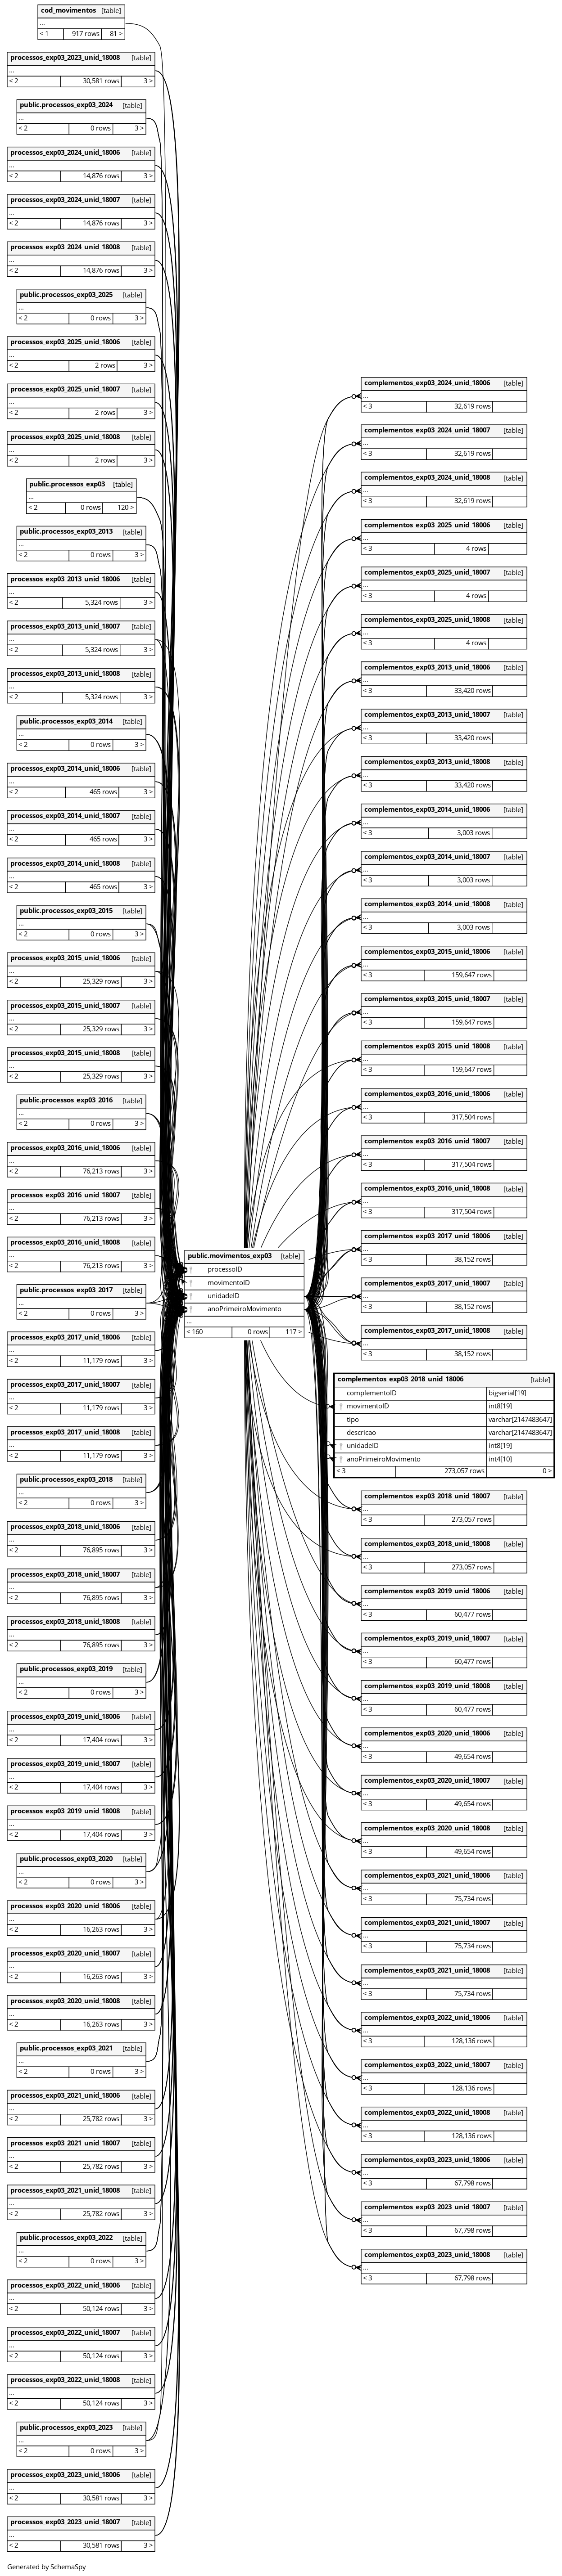 cod_movimentos [table]
...
< 1 917 rows 81 >
processos_exp03_2023_unid_18008 [table]
...
< 2 30,581 rows 3 >
public.processos_exp03_2024 [table]
...
< 2 0 rows 3 >
processos_exp03_2024_unid_18006 [table]
...
< 2 14,876 rows 3 >
processos_exp03_2024_unid_18007 [table]
...
< 2 14,876 rows 3 >
processos_exp03_2024_unid_18008 [table]
...
< 2 14,876 rows 3 >
public.processos_exp03_2025 [table]
...
< 2 0 rows 3 >
processos_exp03_2025_unid_18006 [table]
...
< 2 2 rows 3 >
processos_exp03_2025_unid_18007 [table]
...
< 2 2 rows 3 >
processos_exp03_2025_unid_18008 [table]
...
< 2 2 rows 3 >
public.processos_exp03 [table]
...
< 2 0 rows 120 >
public.processos_exp03_2013 [table]
...
< 2 0 rows 3 >
processos_exp03_2013_unid_18006 [table]
...
< 2 5,324 rows 3 >
processos_exp03_2013_unid_18007 [table]
...
< 2 5,324 rows 3 >
processos_exp03_2013_unid_18008 [table]
...
< 2 5,324 rows 3 >
public.processos_exp03_2014 [table]
...
< 2 0 rows 3 >
processos_exp03_2014_unid_18006 [table]
...
< 2 465 rows 3 >
processos_exp03_2014_unid_18007 [table]
...
< 2 465 rows 3 >
processos_exp03_2014_unid_18008 [table]
...
< 2 465 rows 3 >
public.processos_exp03_2015 [table]
...
< 2 0 rows 3 >
processos_exp03_2015_unid_18006 [table]
...
< 2 25,329 rows 3 >
processos_exp03_2015_unid_18007 [table]
...
< 2 25,329 rows 3 >
processos_exp03_2015_unid_18008 [table]
...
< 2 25,329 rows 3 >
public.processos_exp03_2016 [table]
...
< 2 0 rows 3 >
processos_exp03_2016_unid_18006 [table]
...
< 2 76,213 rows 3 >
processos_exp03_2016_unid_18007 [table]
...
< 2 76,213 rows 3 >
processos_exp03_2016_unid_18008 [table]
...
< 2 76,213 rows 3 >
public.processos_exp03_2017 [table]
...
< 2 0 rows 3 >
processos_exp03_2017_unid_18006 [table]
...
< 2 11,179 rows 3 >
processos_exp03_2017_unid_18007 [table]
...
< 2 11,179 rows 3 >
processos_exp03_2017_unid_18008 [table]
...
< 2 11,179 rows 3 >
public.processos_exp03_2018 [table]
...
< 2 0 rows 3 >
processos_exp03_2018_unid_18006 [table]
...
< 2 76,895 rows 3 >
processos_exp03_2018_unid_18007 [table]
...
< 2 76,895 rows 3 >
processos_exp03_2018_unid_18008 [table]
...
< 2 76,895 rows 3 >
public.processos_exp03_2019 [table]
...
< 2 0 rows 3 >
processos_exp03_2019_unid_18006 [table]
...
< 2 17,404 rows 3 >
processos_exp03_2019_unid_18007 [table]
...
< 2 17,404 rows 3 >
processos_exp03_2019_unid_18008 [table]
...
< 2 17,404 rows 3 >
public.processos_exp03_2020 [table]
...
< 2 0 rows 3 >
processos_exp03_2020_unid_18006 [table]
...
< 2 16,263 rows 3 >
processos_exp03_2020_unid_18007 [table]
...
< 2 16,263 rows 3 >
processos_exp03_2020_unid_18008 [table]
...
< 2 16,263 rows 3 >
public.processos_exp03_2021 [table]
...
< 2 0 rows 3 >
processos_exp03_2021_unid_18006 [table]
...
< 2 25,782 rows 3 >
processos_exp03_2021_unid_18007 [table]
...
< 2 25,782 rows 3 >
processos_exp03_2021_unid_18008 [table]
...
< 2 25,782 rows 3 >
public.processos_exp03_2022 [table]
...
< 2 0 rows 3 >
processos_exp03_2022_unid_18006 [table]
...
< 2 50,124 rows 3 >
processos_exp03_2022_unid_18007 [table]
...
< 2 50,124 rows 3 >
processos_exp03_2022_unid_18008 [table]
...
< 2 50,124 rows 3 >
public.processos_exp03_2023 [table]
...
< 2 0 rows 3 >
processos_exp03_2023_unid_18006 [table]
...
< 2 30,581 rows 3 >
processos_exp03_2023_unid_18007 [table]
...
< 2 30,581 rows 3 >
public.movimentos_exp03 [table]
processoID
movimentoID
unidadeID
anoPrimeiroMovimento
...
< 160 0 rows 117 >
complementos_exp03_2024_unid_18006 [table]
...
< 3 32,619 rows
complementos_exp03_2024_unid_18007 [table]
...
< 3 32,619 rows
complementos_exp03_2024_unid_18008 [table]
...
< 3 32,619 rows
complementos_exp03_2025_unid_18006 [table]
...
< 3 4 rows
complementos_exp03_2025_unid_18007 [table]
...
< 3 4 rows
complementos_exp03_2025_unid_18008 [table]
...
< 3 4 rows
complementos_exp03_2013_unid_18006 [table]
...
< 3 33,420 rows
complementos_exp03_2013_unid_18007 [table]
...
< 3 33,420 rows
complementos_exp03_2013_unid_18008 [table]
...
< 3 33,420 rows
complementos_exp03_2014_unid_18006 [table]
...
< 3 3,003 rows
complementos_exp03_2014_unid_18007 [table]
...
< 3 3,003 rows
complementos_exp03_2014_unid_18008 [table]
...
< 3 3,003 rows
complementos_exp03_2015_unid_18006 [table]
...
< 3 159,647 rows
complementos_exp03_2015_unid_18007 [table]
...
< 3 159,647 rows
complementos_exp03_2015_unid_18008 [table]
...
< 3 159,647 rows
complementos_exp03_2016_unid_18006 [table]
...
< 3 317,504 rows
complementos_exp03_2016_unid_18007 [table]
...
< 3 317,504 rows
complementos_exp03_2016_unid_18008 [table]
...
< 3 317,504 rows
complementos_exp03_2017_unid_18006 [table]
...
< 3 38,152 rows
complementos_exp03_2017_unid_18007 [table]
...
< 3 38,152 rows
complementos_exp03_2017_unid_18008 [table]
...
< 3 38,152 rows
complementos_exp03_2018_unid_18006 [table]
complementoID bigserial[19]
movimentoID int8[19]
tipo varchar[2147483647]
descricao varchar[2147483647]
unidadeID int8[19]
anoPrimeiroMovimento int4[10]
< 3 273,057 rows 0 >
complementos_exp03_2018_unid_18007 [table]
...
< 3 273,057 rows
complementos_exp03_2018_unid_18008 [table]
...
< 3 273,057 rows
complementos_exp03_2019_unid_18006 [table]
...
< 3 60,477 rows
complementos_exp03_2019_unid_18007 [table]
...
< 3 60,477 rows
complementos_exp03_2019_unid_18008 [table]
...
< 3 60,477 rows
complementos_exp03_2020_unid_18006 [table]
...
< 3 49,654 rows
complementos_exp03_2020_unid_18007 [table]
...
< 3 49,654 rows
complementos_exp03_2020_unid_18008 [table]
...
< 3 49,654 rows
complementos_exp03_2021_unid_18006 [table]
...
< 3 75,734 rows
complementos_exp03_2021_unid_18007 [table]
...
< 3 75,734 rows
complementos_exp03_2021_unid_18008 [table]
...
< 3 75,734 rows
complementos_exp03_2022_unid_18006 [table]
...
< 3 128,136 rows
complementos_exp03_2022_unid_18007 [table]
...
< 3 128,136 rows
complementos_exp03_2022_unid_18008 [table]
...
< 3 128,136 rows
complementos_exp03_2023_unid_18006 [table]
...
< 3 67,798 rows
complementos_exp03_2023_unid_18007 [table]
...
< 3 67,798 rows
complementos_exp03_2023_unid_18008 [table]
...
< 3 67,798 rows
Generated by SchemaSpy